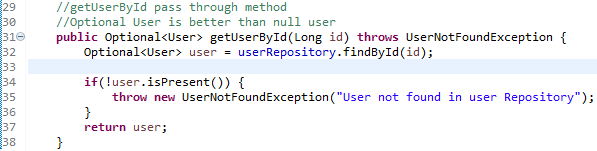 29 //getUserById pass through method
30 //Optional User is better than null user
31 public Optional<User> getUserById(Long id) throws UserNotFoundException {
32 Optional<User> user = userRepository.findById(id);
33
34 if(!user.isPresent()) {
35 throw new UserNotFoundException("User not found in user Repository");
36 }
37 return user;
38 }